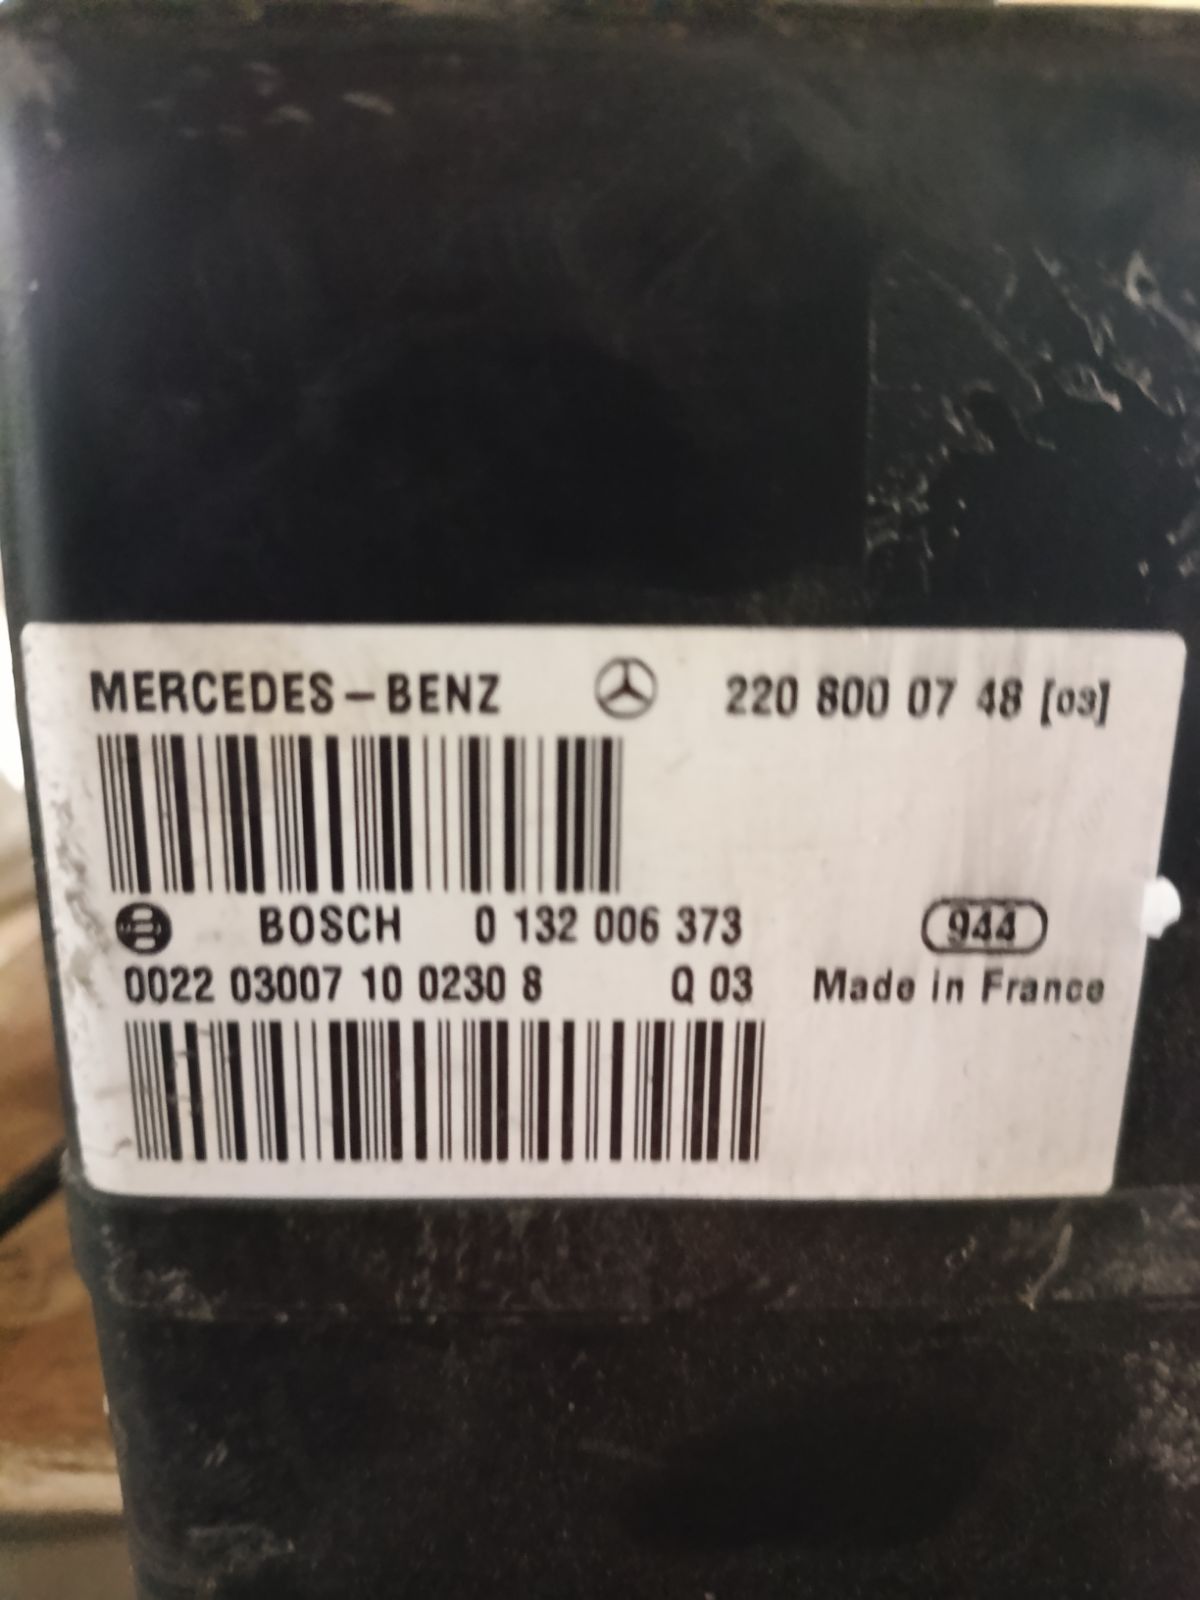 MERCEDES-BENZ 220 800 07 48 [03]
BOSCH 0 132 006 373 944
0022 03007 10 0230 8 Q 03 Made in France